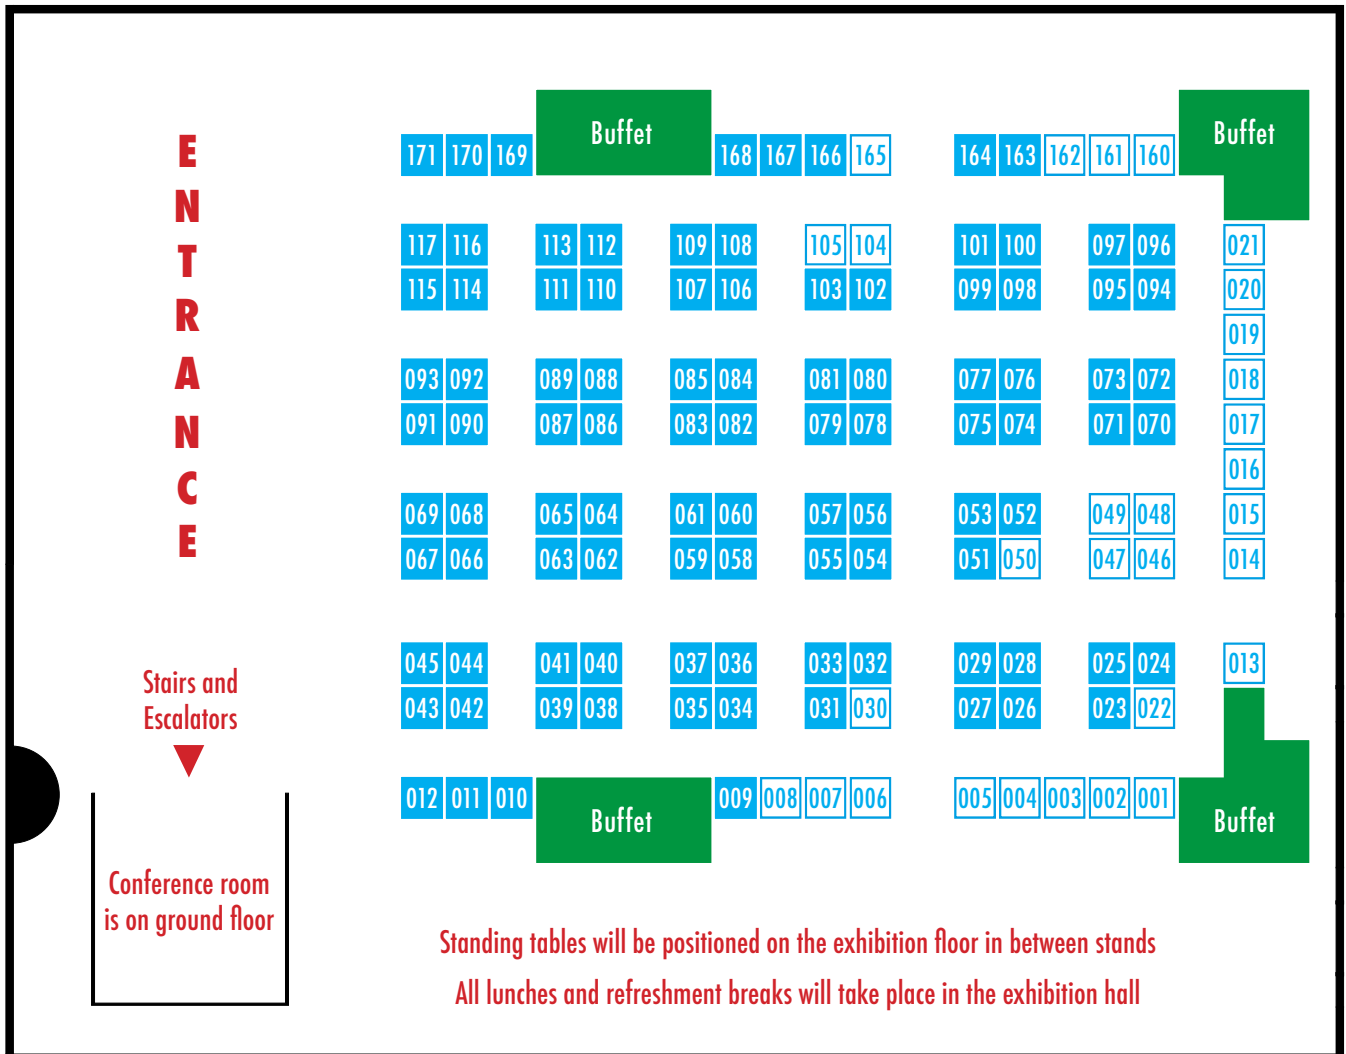 ENTRANCE
Buffet
Buffet
171 170 169
168 167 166 165
164 163 162 161 160
117 116 113 112 109 108 105 104 101 100 097 096 021
115 114 111 110 107 106 103 102 099 098 095 094 020
019
093 092 089 088 085 084 081 080 077 076 073 072 018
091 090 087 086 083 082 079 078 075 074 071 070 017
016
069 068 065 064 061 060 057 056 053 052 049 048 015
067 066 063 062 059 058 055 054 051 050 047 046 014
045 044 041 040 037 036 033 032 029 028 025 024 013
043 042 039 038 035 034 031 030 027 026 023 022
Stairs and
Escalators
012 011 010
009 008 007 006
005 004 003 002 001
Buffet
Buffet
Conference room
is on ground floor
Standing tables will be positioned on the exhibition floor in between stands
All lunches and refreshment breaks will take place in the exhibition hall